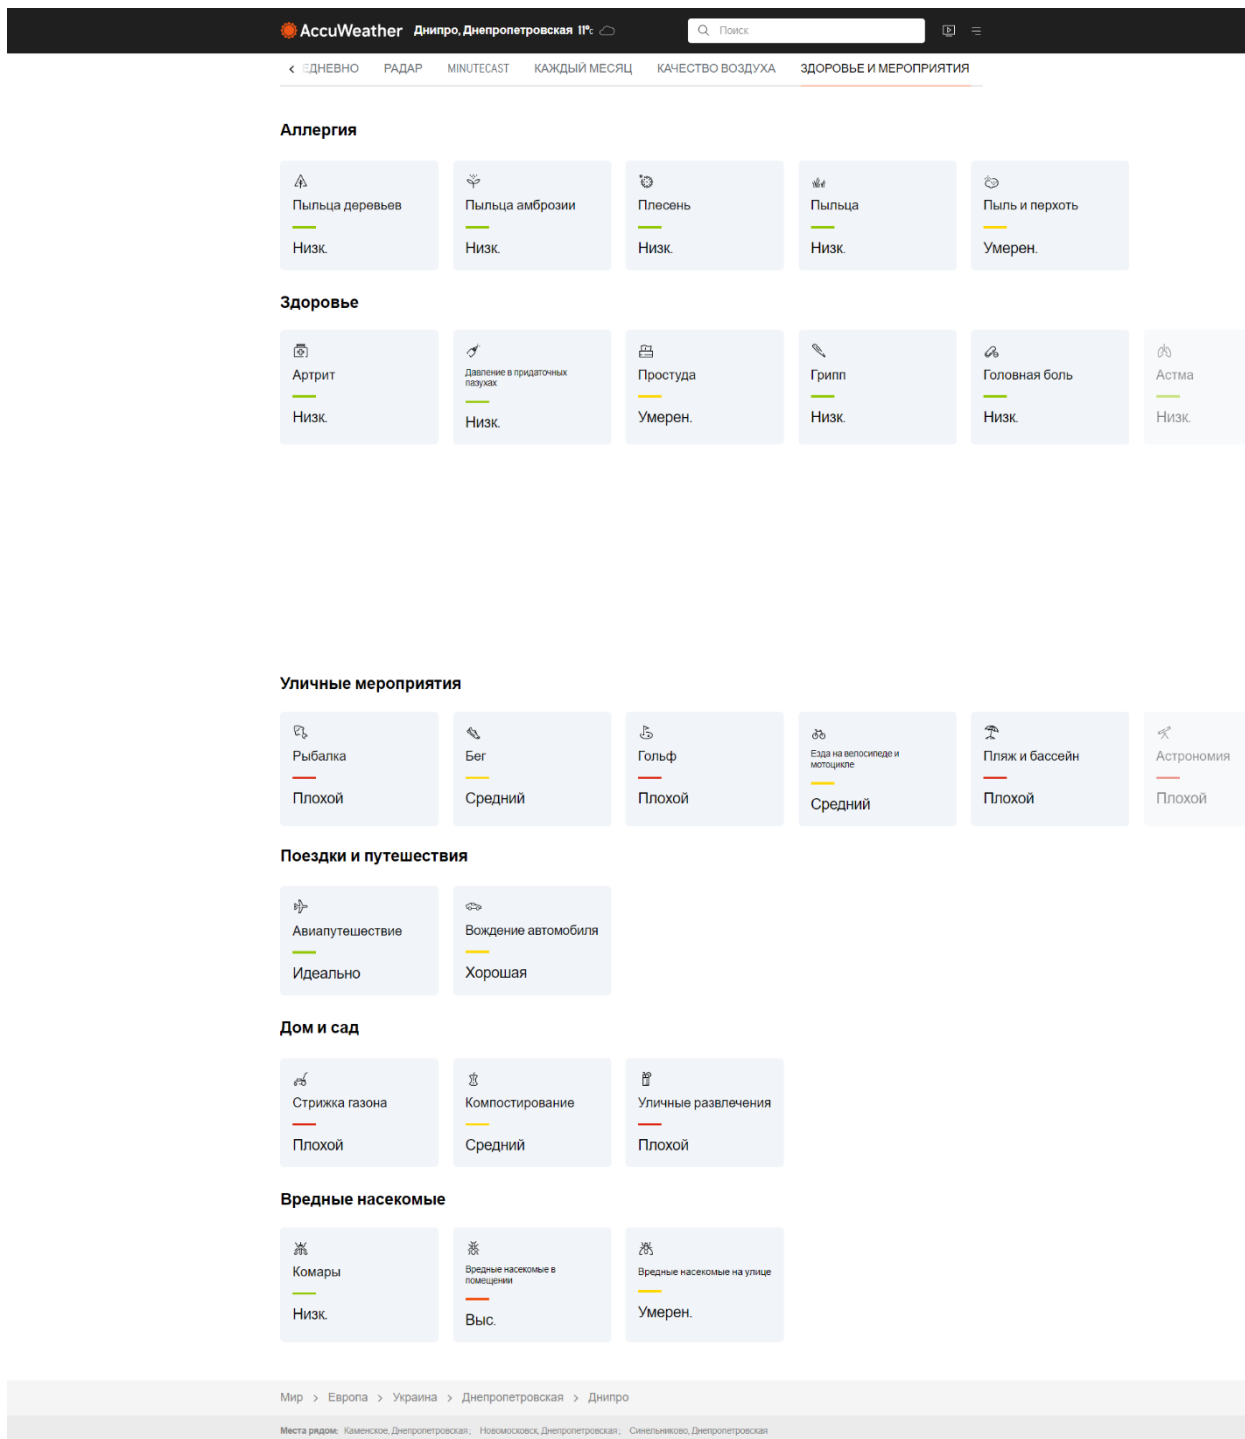 AccuWeather Днипро, Днепропетровская 11°c Поиск
ЕДНЕВНО РАДАР MINUTECAST КАЖДЫЙ МЕСЯЦ КАЧЕСТВО ВОЗДУХА ЗДОРОВЬЕ И МЕРОПРИЯТИЯ
Аллергия
Пыльца деревьев Пыльца амброзии Плесень Пыльца Пыль и перхоть
Низк. Низк. Низк. Низк. Умерен.
Здоровье
Артрит Давление в придаточных Простуда Грипп Головная боль Астма
пазухах
Низк. Низк. Умерен. Низк. Низк. Низк.
Уличные мероприятия
Рыбалка Бег Гольф Езда на велосипеде и Пляж и бассейн Астрономия
мотоцикле
Плохой Средний Плохой Средний Плохой Плохой
Поездки и путешествия
Авиапутешествие Вождение автомобиля
Идеально Хорошая
Дом и сад
Стрижка газона Компостирование Уличные развлечения
Плохой Средний Плохой
Вредные насекомые
Комары Вредные насекомые в Вредные насекомые на улице
помещении
Низк. Выс. Умерен.
Мир > Европа > Украина > Днепропетровская > Днипро
Места рядом: Каменское, Днепропетровская; Новомосковск, Днепропетровская; Синельниково, Днепропетровская